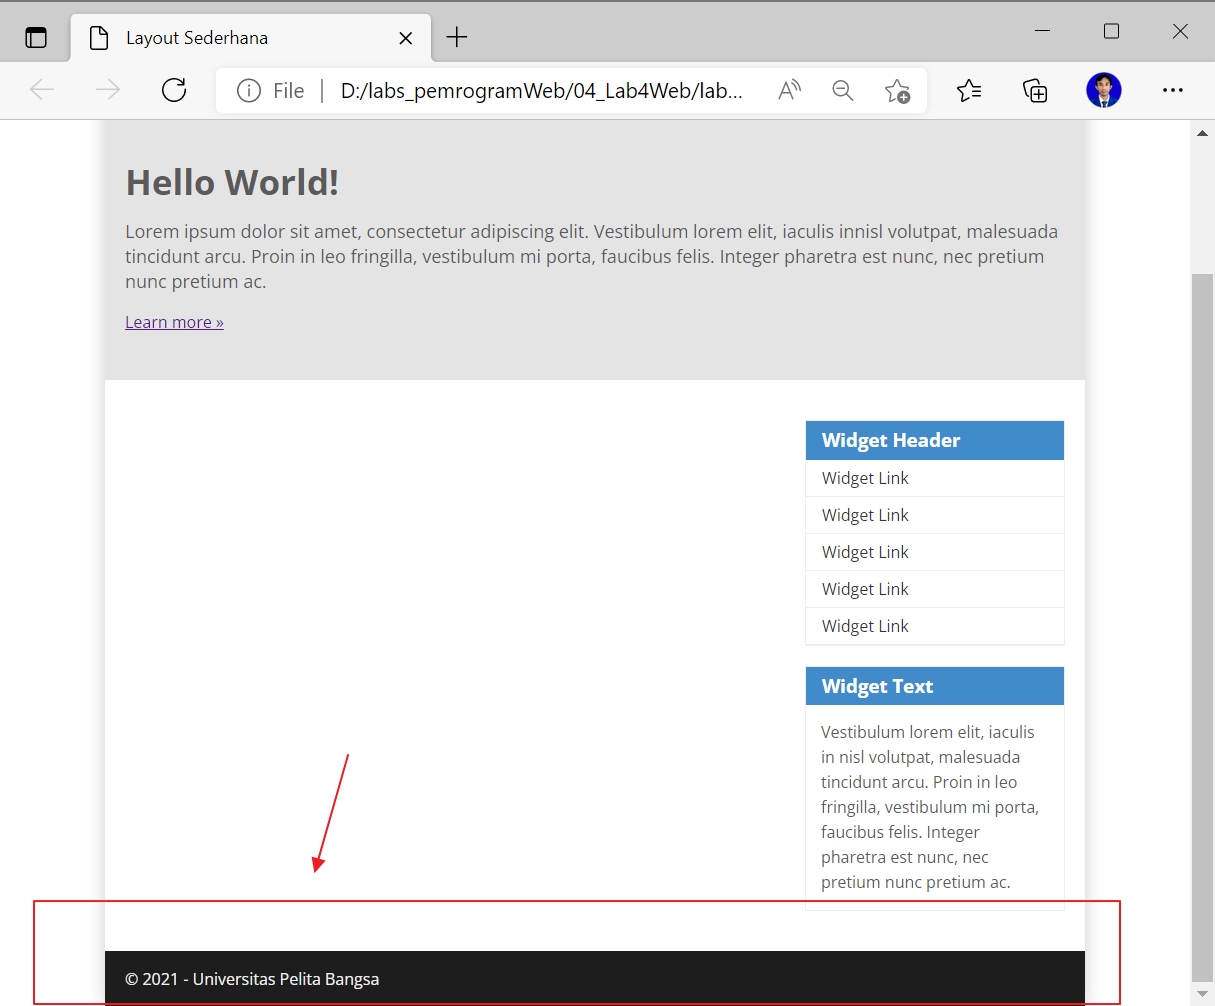 Layout Sederhana
File
D:/labs_pemrogramWeb/04_Lab4Web/lab...
Hello World!
Lorem ipsum dolor sit amet, consectetur adipiscing elit. Vestibulum lorem elit, iaculis innisl volutpat, malesuada
tincidunt arcu. Proin in leo fringilla, vestibulum mi porta, faucibus felis. Integer pharetra est nunc, nec pretium
nunc pretium ac.
Learn more »
Widget Header
Widget Link
Widget Link
Widget Link
Widget Link
Widget Link
Widget Text
Vestibulum lorem elit, iaculis
in nisl volutpat, malesuada
tincidunt arcu. Proin in leo
fringilla, vestibulum mi porta,
faucibus felis. Integer
pharetra est nunc, nec
pretium nunc pretium ac.
© 2021 - Universitas Pelita Bangsa